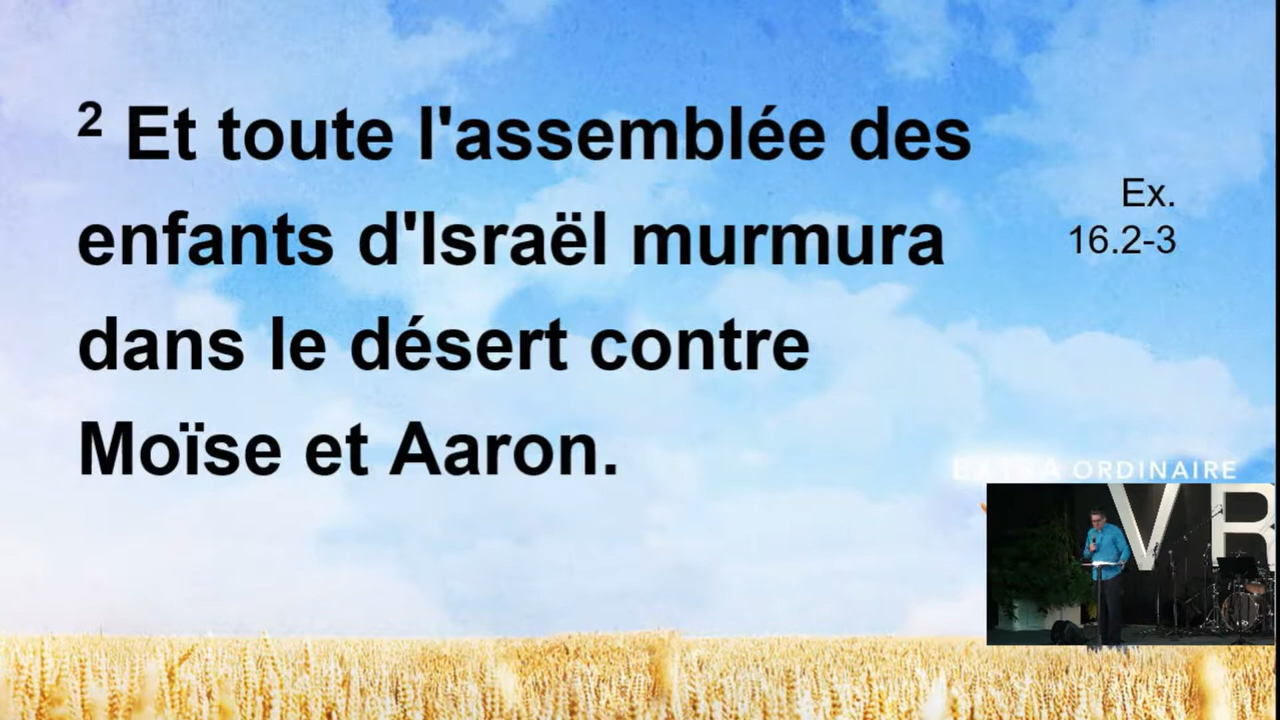 ² Et toute l'assemblée des
enfants d'Israël murmura
dans le désert contre
Moïse et Aaron.
Ex.
16.2-3
EXTRA ORDINAIRE
V R